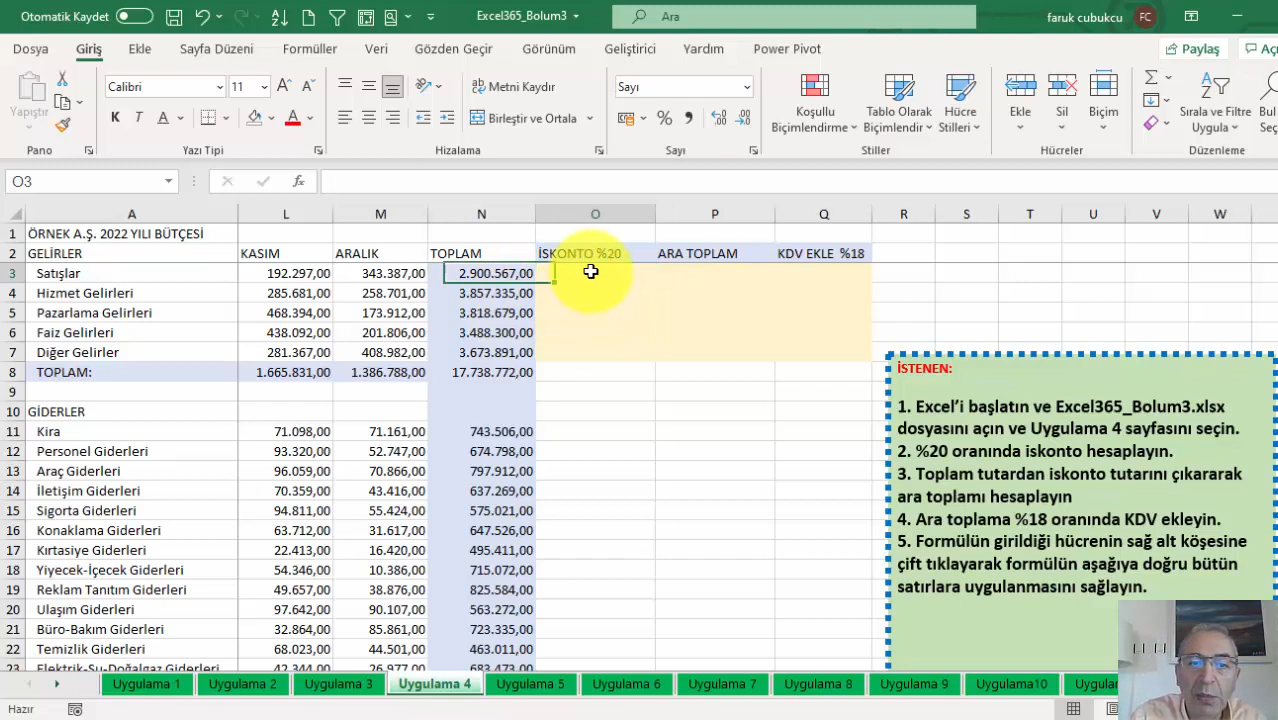 Otomatik Kaydet
Excel365_Bolum3
Ara
faruk cubukcu
FC
Dosya
Giriş
Ekle
Sayfa Düzeni
Formüller
Veri
Gözden Geçir
Görünüm
Geliştirici
Yardım
Power Pivot
Paylaş
Yapıştır
Calibri
11
K T A
Metni Kaydır
Birleştir ve Ortala
Sayı
Koşullu Biçimlendirme
Tablo Olarak Biçimlendir
Hücre Stilleri
Ekle
Sil
Biçim
Sırala ve Filtre Uygula
Pano
Yazı Tipi
Hizalama
Sayı
Stiller
Hücreler
Düzenleme
O3
fx
A L M N O P Q R S T U V W
1 ÖRNEK A.Ş. 2022 YILI BÜTÇESİ
2 GELİRLER KASIM ARALIK TOPLAM İSKONTO %20 ARA TOPLAM KDV EKLE %18
3 Satışlar 192.297,00 343.387,00 2.900.567,00
4 Hizmet Gelirleri 285.681,00 258.701,00 3.857.335,00
5 Pazarlama Gelirleri 468.394,00 173.912,00 3.818.679,00
6 Faiz Gelirleri 438.092,00 201.806,00 3.488.300,00
7 Diğer Gelirler 281.367,00 408.982,00 3.673.891,00
8 TOPLAM: 1.665.831,00 1.386.788,00 17.738.772,00
9
10 GİDERLER
11 Kira 71.098,00 71.161,00 743.506,00
12 Personel Giderleri 93.320,00 52.747,00 674.798,00
13 Araç Giderleri 96.059,00 70.866,00 797.912,00
14 İletişim Giderleri 70.359,00 43.416,00 637.269,00
15 Sigorta Giderleri 94.811,00 55.424,00 575.021,00
16 Konaklama Giderleri 63.712,00 31.617,00 647.526,00
17 Kırtasiye Giderleri 22.413,00 16.420,00 495.411,00
18 Yiyecek-İçecek Giderleri 54.346,00 10.386,00 715.072,00
19 Reklam Tanıtım Giderleri 49.657,00 38.876,00 825.584,00
20 Ulaşım Giderleri 97.642,00 90.107,00 563.272,00
21 Büro-Bakım Giderleri 32.864,00 85.861,00 723.335,00
22 Temizlik Giderleri 68.023,00 44.501,00 463.011,00
23 Elektrik-Su-Doğalgaz Giderleri 42.344,00 26.977,00 683.473,00
İSTENEN:
1. Excel’i başlatın ve Excel365_Bolum3.xlsx
dosyasını açın ve Uygulama 4 sayfasını seçin.
2. %20 oranında iskonto hesaplayın.
3. Toplam tutardan iskonto tutarını çıkararak
ara toplamı hesaplayın
4. Ara toplama %18 oranında KDV ekleyin.
5. Formülün girildiği hücrenin sağ alt köşesine
çift tıklayarak formülün aşağıya doğru bütün
satırlara uygulanmasını sağlayın.
Uygulama 1
Uygulama 2
Uygulama 3
Uygulama 4
Uygulama 5
Uygulama 6
Uygulama 7
Uygulama 8
Uygulama 9
Uygulama10
Hazır